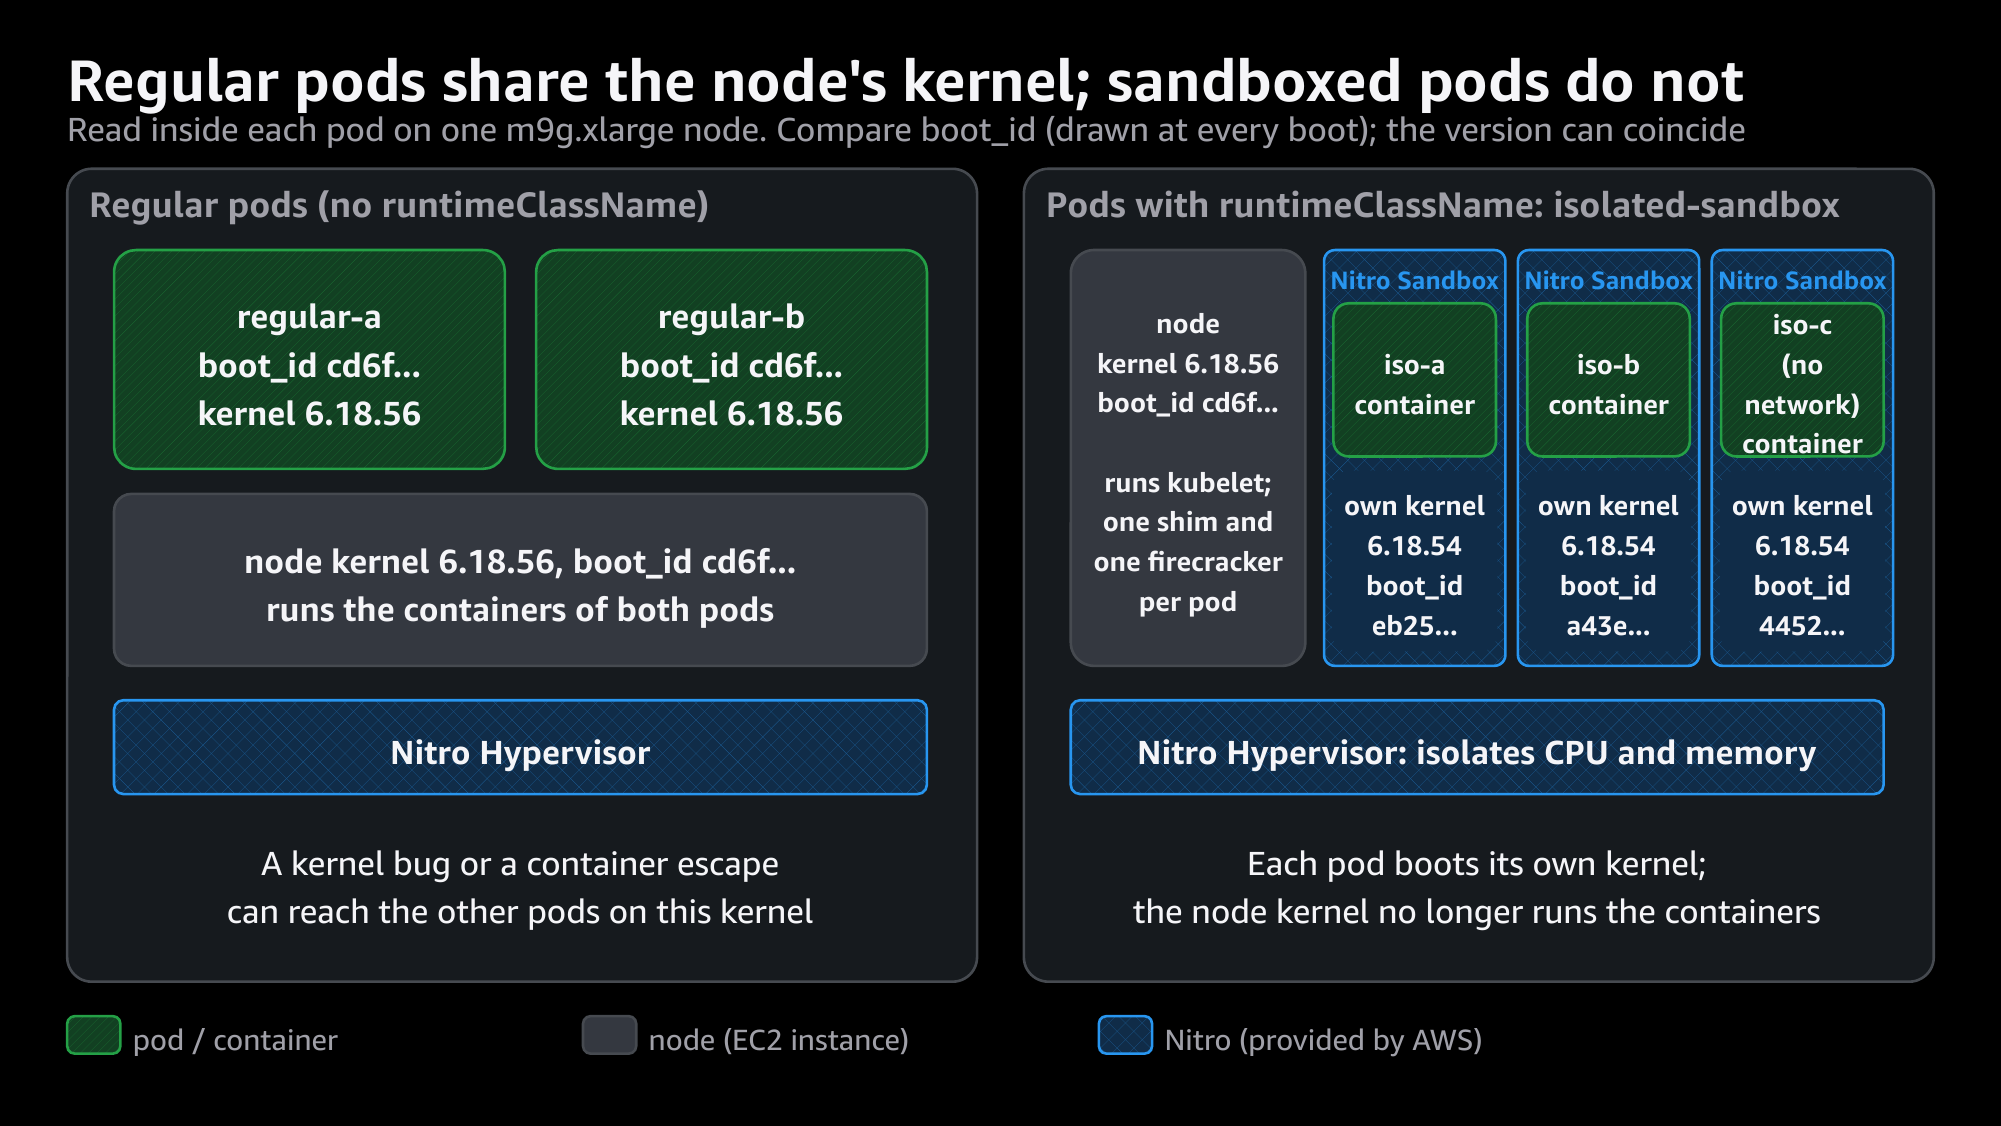 Regular pods share the node's kernel; sandboxed pods do not
Read inside each pod on one m9g.xlarge node. Compare boot_id (drawn at every boot); the version can coincide
Regular pods (no runtimeClassName)
regular-a
boot_id cd6f...
kernel 6.18.56
regular-b
boot_id cd6f...
kernel 6.18.56
node kernel 6.18.56, boot_id cd6f...
runs the containers of both pods
Nitro Hypervisor
A kernel bug or a container escape
can reach the other pods on this kernel
Pods with runtimeClassName: isolated-sandbox
node
kernel 6.18.56
boot_id cd6f...
runs kubelet;
one shim and
one firecracker
per pod
Nitro Sandbox
iso-a
container
own kernel
6.18.54
boot_id
eb25...
Nitro Sandbox
iso-b
container
own kernel
6.18.54
boot_id
a43e...
Nitro Sandbox
iso-c
(no
network)
container
own kernel
6.18.54
boot_id
4452...
Nitro Hypervisor: isolates CPU and memory
Each pod boots its own kernel;
the node kernel no longer runs the containers
pod / container
node (EC2 instance)
Nitro (provided by AWS)